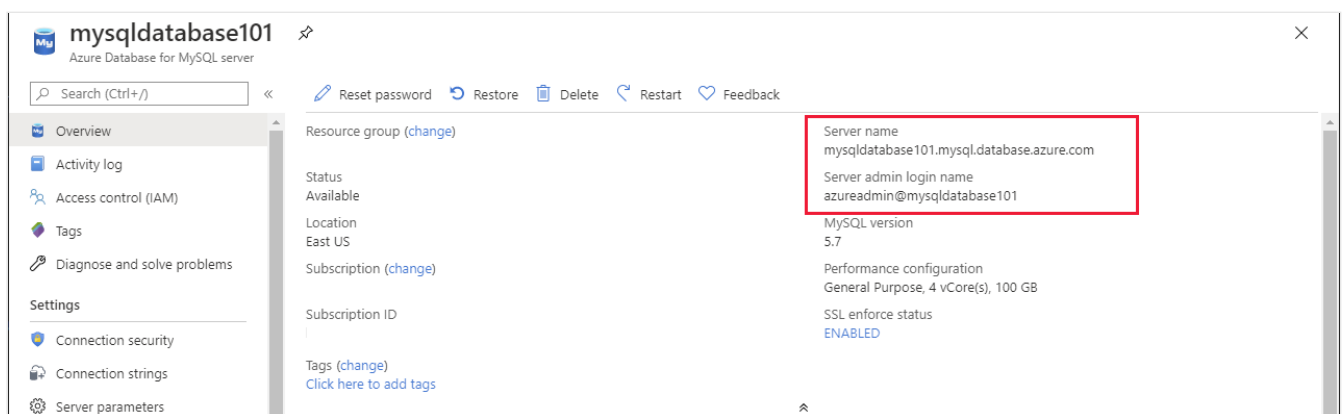 My
mysqldatabase101
Azure Database for MySQL server
Search (Ctrl+/)
«
Reset password
Restore
Delete
Restart
Feedback
My Overview
Activity log
Access control (IAM)
Tags
Diagnose and solve problems
Settings
Connection security
Connection strings
Server parameters
Resource group (change)
Status
Available
Location
East US
Subscription (change)
Subscription ID
Tags (change)
Click here to add tags
Server name
mysqldatabase101.mysql.database.azure.com
Server admin login name
azureadmin@mysqldatabase101
MySQL version
5.7
Performance configuration
General Purpose, 4 vCore(s), 100 GB
SSL enforce status
ENABLED